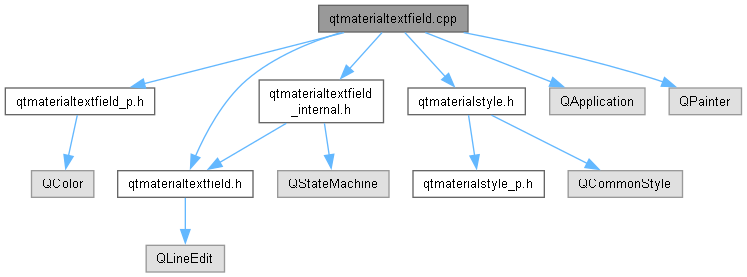 qtmaterialtextfield.cpp
qtmaterialtextfield_p.h
qtmaterialtextfield
_internal.h
qtmaterialstyle.h
QApplication
QPainter
QColor
qtmaterialtextfield.h
QStateMachine
qtmaterialstyle_p.h
QCommonStyle
QLineEdit